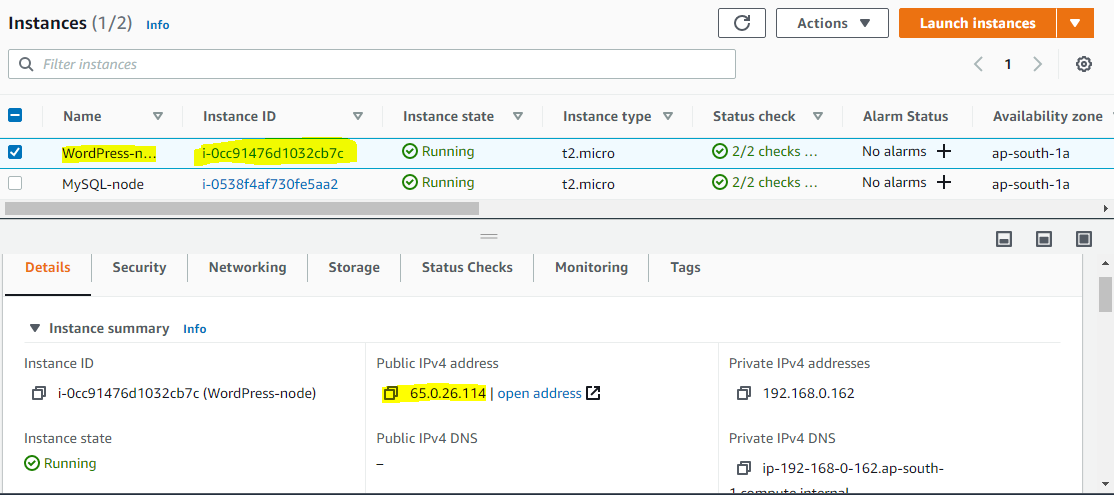 Instances (1/2) Info
Actions
Launch instances
Filter instances
1
Name Instance ID Instance state Instance type Status check Alarm Status Availability zone
WordPress-n... i-0cc91476d1032cb7c Running t2.micro 2/2 checks ... No alarms + ap-south-1a
MySQL-node i-0538f4af730fe5aa2 Running t2.micro 2/2 checks ... No alarms + ap-south-1a
Details Security Networking Storage Status Checks Monitoring Tags
Instance summary Info
Instance ID Public IPv4 address Private IPv4 addresses
i-0cc91476d1032cb7c (WordPress-node) 65.0.26.114 | open address 192.168.0.162
Instance state Public IPv4 DNS Private IPv4 DNS
Running – ip-192-168-0-162.ap-south-
1.compute.internal